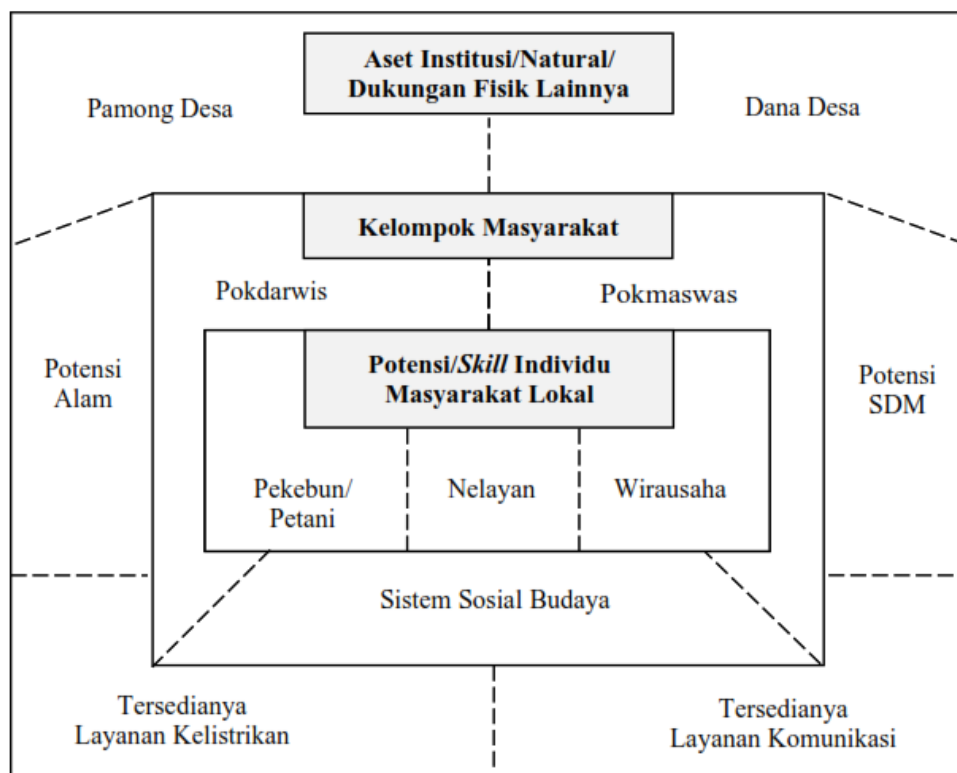 Aset Institusi/Natural/
Dukungan Fisik Lainnya
Pamong Desa
Dana Desa
Kelompok Masyarakat
Pokdarwis
Pokmaswas
Potensi/Skill Individu
Masyarakat Lokal
Potensi
Alam
Potensi
SDM
Pekebun/
Petani
Nelayan
Wirausaha
Sistem Sosial Budaya
Tersedianya
Layanan Kelistrikan
Tersedianya
Layanan Komunikasi